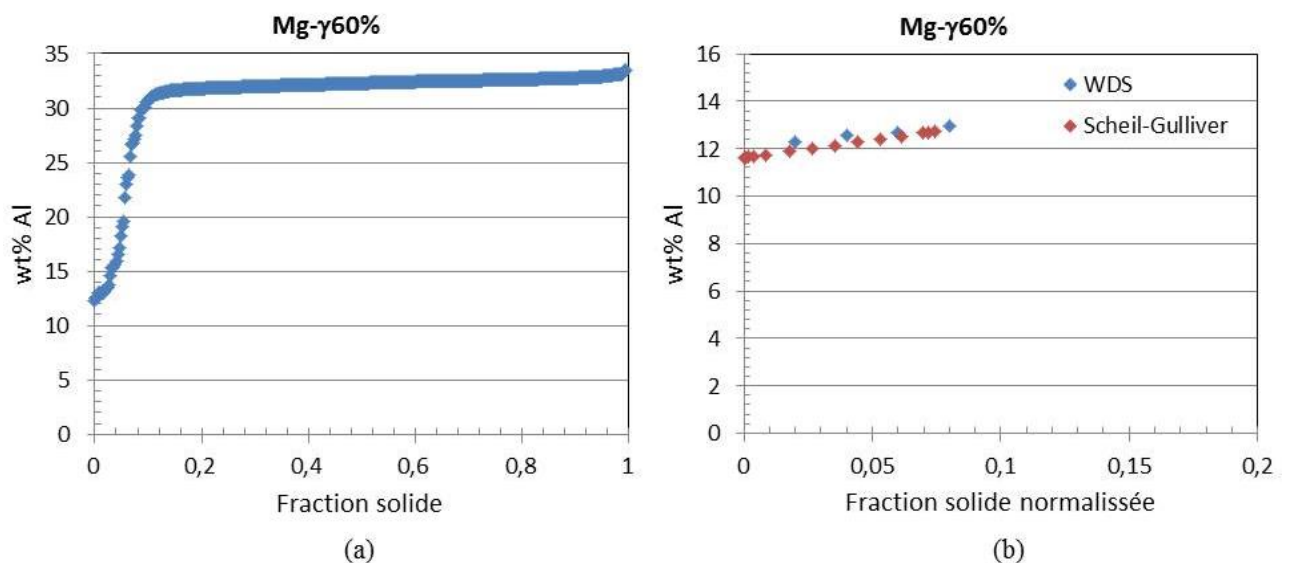 Mg-γ60%
35
30
25
20
15
10
5
0
wt% Al
0 0,2 0,4 0,6 0,8 1
Fraction solide
(a)
Mg-γ60%
16
14
12
10
8
6
4
2
0
wt% Al
WDS
Scheil-Gulliver
0 0,05 0,1 0,15 0,2
Fraction solide normalissée
(b)